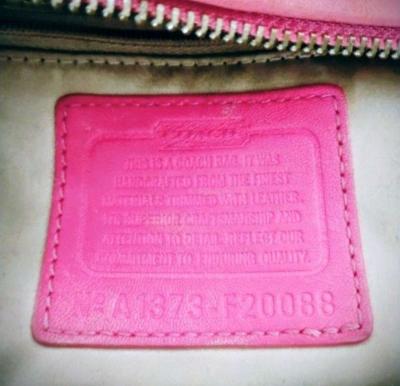 COACH
THIS IS A COACH BAG. IT WAS
HANDCRAFTED FROM THE FINEST
MATERIALS TRIMMED WITH LEATHER.
ITS SUPERIOR CRAFTSMANSHIP AND
ATTENTION TO DETAIL REFLECT OUR
COMMITMENT TO ENDURING QUALITY.
Nº A1373-F20088